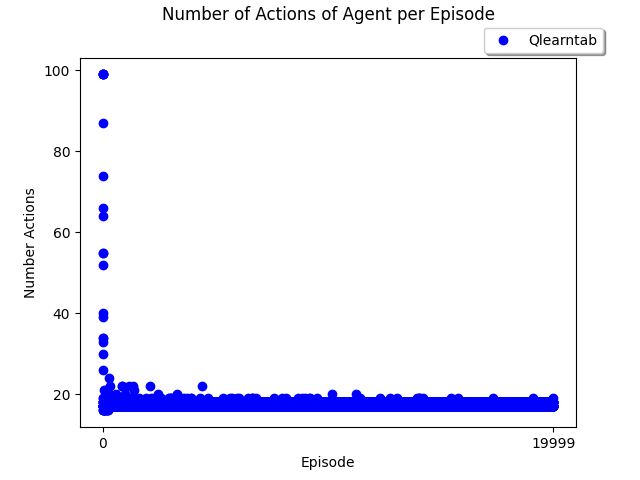 Number of Actions of Agent per Episode
Qlearntab
100
80
60
40
20
Number Actions
0 19999
Episode